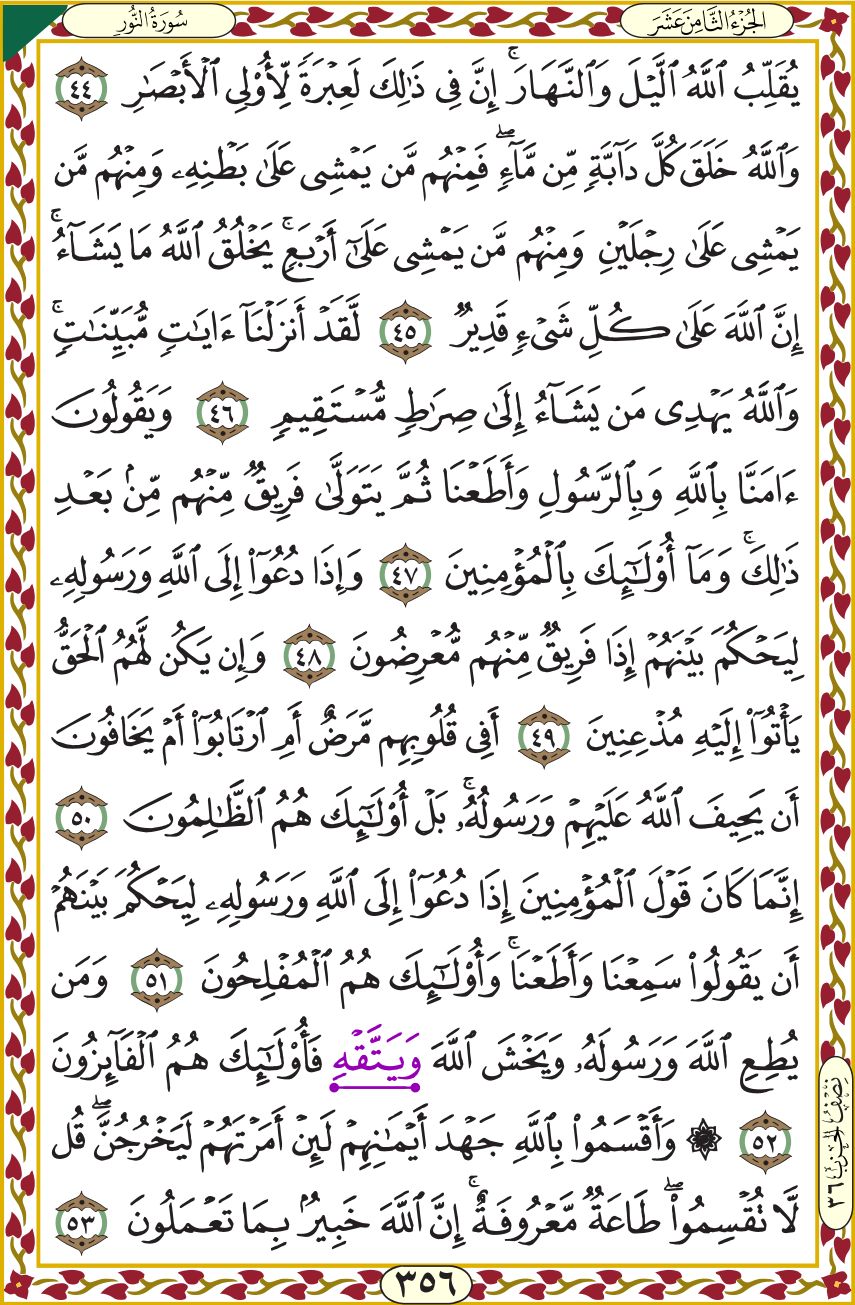 سُورَةُ النُّورِ
الجُزْءُ الثَّامِنَ عَشَرَ
يُقَلِّبُ ٱللَّهُ ٱلَّيۡلَ وَٱلنَّهَارَۚ إِنَّ فِي ذَٰلِكَ لَعِبۡرَةٗ لِّأُوْلِي ٱلۡأَبۡصَٰرِ ٤٤
وَٱللَّهُ خَلَقَ كُلَّ دَآبَّةٖ مِّن مَّآءٖۖ فَمِنۡهُم مَّن يَمۡشِي عَلَىٰ بَطۡنِهِۦ وَمِنۡهُم مَّن
يَمۡشِي عَلَىٰ رِجۡلَيۡنِ وَمِنۡهُم مَّن يَمۡشِي عَلَىٰٓ أَرۡبَعٖۚ يَخۡلُقُ ٱللَّهُ مَا يَشَآءُۚ
إِنَّ ٱللَّهَ عَلَىٰ كُلِّ شَيۡءٖ قَدِيرٞ ٤٥ لَّقَدۡ أَنزَلۡنَآ ءَايَٰتٖ مُّبَيِّنَٰتٖۚ
وَٱللَّهُ يَهۡدِي مَن يَشَآءُ إِلَىٰ صِرَٰطٖ مُّسۡتَقِيمٖ ٤٦ وَيَقُولُونَ
ءَامَنَّا بِٱللَّهِ وَبِٱلرَّسُولِ وَأَطَعۡنَا ثُمَّ يَتَوَلَّىٰ فَرِيقٞ مِّنۡهُم مِّنۢ بَعۡدِ
ذَٰلِكَۚ وَمَآ أُوْلَٰٓئِكَ بِٱلۡمُؤۡمِنِينَ ٤٧ وَإِذَا دُعُوٓاْ إِلَى ٱللَّهِ وَرَسُولِهِۦ
لِيَحۡكُمَ بَيۡنَهُمۡ إِذَا فَرِيقٞ مِّنۡهُم مُّعۡرِضُونَ ٤٨ وَإِن يَكُن لَّهُمُ ٱلۡحَقُّ
يَأۡتُوٓاْ إِلَيۡهِ مُذۡعِنِينَ ٤٩ أَفِي قُلُوبِهِم مَّرَضٌ أَمِ ٱرۡتَابُوٓاْ أَمۡ يَخَافُونَ
أَن يَحِيفَ ٱللَّهُ عَلَيۡهِمۡ وَرَسُولُهُۥۚ بَلۡ أُوْلَٰٓئِكَ هُمُ ٱلظَّٰلِمُونَ ٥٠
إِنَّمَا كَانَ قَوۡلَ ٱلۡمُؤۡمِنِينَ إِذَا دُعُوٓاْ إِلَى ٱللَّهِ وَرَسُولِهِۦ لِيَحۡكُمَ بَيۡنَهُمۡ
أَن يَقُولُواْ سَمِعۡنَا وَأَطَعۡنَاۚ وَأُوْلَٰٓئِكَ هُمُ ٱلۡمُفۡلِحُونَ ٥١ وَمَن
يُطِعِ ٱللَّهَ وَرَسُولَهُۥ وَيَخۡشَ ٱللَّهَ وَيَتَّقۡهِ فَأُوْلَٰٓئِكَ هُمُ ٱلۡفَآئِزُونَ
٥٢ ۞ وَأَقۡسَمُواْ بِٱللَّهِ جَهۡدَ أَيۡمَٰنِهِمۡ لَئِنۡ أَمَرۡتَهُمۡ لَيَخۡرُجُنَّۖ قُل
لَّا تُقۡسِمُواْۖ طَاعَةٞ مَّعۡرُوفَةٌۚ إِنَّ ٱللَّهَ خَبِيرُۢ بِمَا تَعۡمَلُونَ ٥٣
نِصْفُ الحِزْب ٣٦
٣٥٦